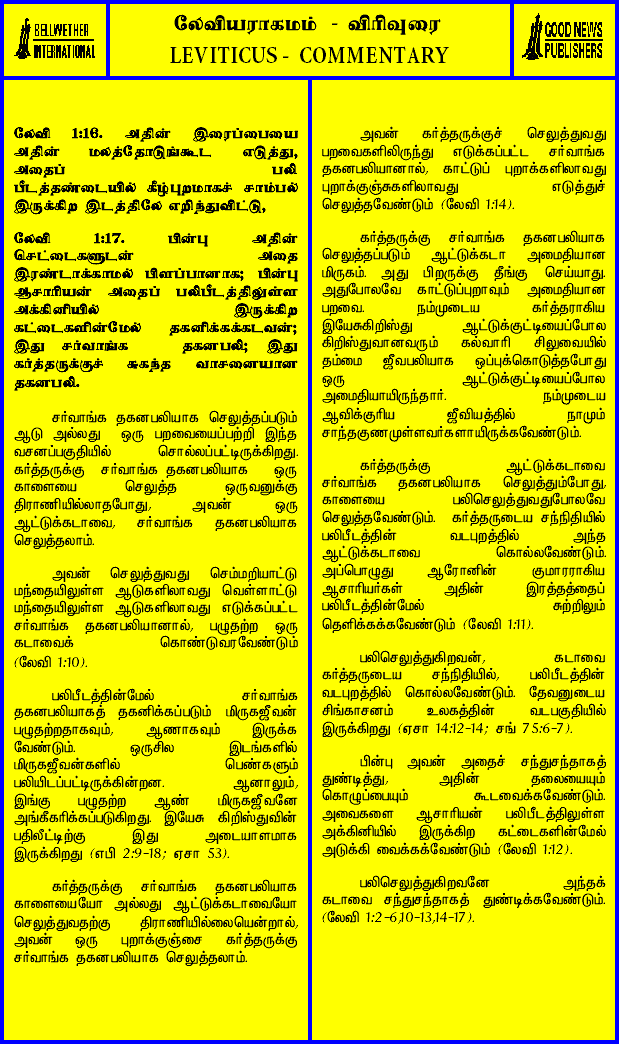 BELLWETHER
INTERNATIONAL
லேவியராகமம் - விரிவுரை
LEVITICUS - COMMENTARY
GOOD NEWS
PUBLISHERS
லேவி 1:16. அதின் இரைப்பையை
அதின் மலத்தோடுங்கூட எடுத்து,
அதைப் பலி
பீடத்தண்டையில் கீழ்புறமாகச் சாம்பல்
இருக்கிற இடத்திலே எறிந்துவிட்டு,
லேவி 1:17. பின்பு அதின்
செட்டைகளுடன் அதை
இரண்டாக்காமல் பிளப்பானாக; பின்பு
ஆசாரியன் அதைப் பலிபீடத்திலுள்ள
அக்கினியில் இருக்கிற
கட்டைகளின்மேல் தகனிக்கக்கடவன்;
இது சர்வாங்க தகனபலி; இது
கர்த்தருக்குச் சுகந்த வாசனையான
தகனபலி.
சர்வாங்க தகனபலியாக செலுத்தப்படும்
ஆடு அல்லது ஒரு பறவையைப்பற்றி இந்த
வசனப்பகுதியில் சொல்லப்பட்டிருக்கிறது.
கர்த்தருக்கு சர்வாங்க தகனபலியாக ஒரு
காளையை செலுத்த ஒருவனுக்கு
திராணியில்லாதபோது, அவன் ஒரு
ஆட்டுக்கடாவை, சர்வாங்க தகனபலியாக
செலுத்தலாம்.
அவன் செலுத்துவது செம்மறியாட்டு
மந்தையிலுள்ள ஆடுகளிலாவது வெள்ளாட்டு
மந்தையிலுள்ள ஆடுகளிலாவது எடுக்கப்பட்ட
சர்வாங்க தகனபலியானால், பழுதற்ற ஒரு
கடாவைக் கொண்டுவரவேண்டும்
(லேவி 1:10).
பலிபீடத்தின்மேல் சர்வாங்க
தகனபலியாகத் தகனிக்கப்படும் மிருகஜீவன்
பழுதற்றதாகவும், ஆணாகவும் இருக்க
வேண்டும். ஒருசில இடங்களில்
மிருகஜீவன்களில் பெண்களும்
பலியிடப்பட்டிருக்கின்றன. ஆனாலும்,
இங்கு பழுதற்ற ஆண் மிருகஜீவனே
அங்கீகரிக்கப்படுகிறது. இயேசு கிறிஸ்துவின்
பதிலீட்டிற்கு இது அடையாளமாக
இருக்கிறது (எபி 2:9-18; ஏசா 53).
கர்த்தருக்கு சர்வாங்க தகனபலியாக
காளையையோ அல்லது ஆட்டுக்கடாவையோ
செலுத்துவதற்கு திராணியில்லையென்றால்,
அவன் ஒரு புறாக்குஞ்சை கர்த்தருக்கு
சர்வாங்க தகனபலியாக செலுத்தலாம்.
அவன் கர்த்தருக்குச் செலுத்துவது
பறவைகளிலிருந்து எடுக்கப்பட்ட சர்வாங்க
தகனபலியானால், காட்டுப் புறாக்களிலாவது
புறாக்குஞ்சுகளிலாவது எடுத்துச்
செலுத்தவேண்டும் (லேவி 1:14).
கர்த்தருக்கு சர்வாங்க தகனபலியாக
செலுத்தப்படும் ஆட்டுக்கடா அமைதியான
மிருகம். அது பிறருக்கு தீங்கு செய்யாது.
அதுபோலவே காட்டுப்புறாவும் அமைதியான
பறவை. நம்முடைய கர்த்தராகிய
இயேசுகிறிஸ்து ஆட்டுக்குட்டியைப்போல
கிறிஸ்துவானவரும் கல்வாரி சிலுவையில்
தம்மை ஜீவபலியாக ஒப்புக்கொடுத்தபோது
ஒரு ஆட்டுக்குட்டியைப்போல
அமைதியாயிருந்தார். நம்முடைய
ஆவிக்குரிய ஜீவியத்தில் நாமும்
சாந்தகுணமுள்ளவர்களாயிருக்கவேண்டும்.
கர்த்தருக்கு ஆட்டுக்கடாவை
சர்வாங்க தகனபலியாக செலுத்தும்போது,
காளையை பலிசெலுத்துவதுபோலவே
செலுத்தவேண்டும். கர்த்தருடைய சந்நிதியில்
பலிபீடத்தின் வடபுறத்தில் அந்த
ஆட்டுக்கடாவை கொல்லவேண்டும்.
அப்பொழுது ஆரோனின் குமாரராகிய
ஆசாரியர்கள் அதின் இரத்தத்தைப்
பலிபீடத்தின்மேல் சுற்றிலும்
தெளிக்கக்வேண்டும் (லேவி 1:11).
பலிசெலுத்துகிறவன், கடாவை
கர்த்தருடைய சந்நிதியில், பலிபீடத்தின்
வடபுறத்தில் கொல்லவேண்டும். தேவனுடைய
சிங்காசனம் உலகத்தின் வடபகுதியில்
இருக்கிறது (ஏசா 14:12-14; சங் 75:6-7).
பின்பு அவன் அதைச் சந்துசந்தாகத்
துண்டித்து, அதின் தலையையும்
கொழுப்பையும் கூடவைக்கவேண்டும்.
அவைகளை ஆசாரியன் பலிபீடத்திலுள்ள
அக்கினியில் இருக்கிற கட்டைகளின்மேல்
அடுக்கி வைக்கக்வேண்டும் (லேவி 1:12).
பலிசெலுத்துகிறவனே அந்தக்
கடாவை சந்துசந்தாகத் துண்டிக்கவேண்டும்.
(லேவி 1:2-6,10-13,14-17).